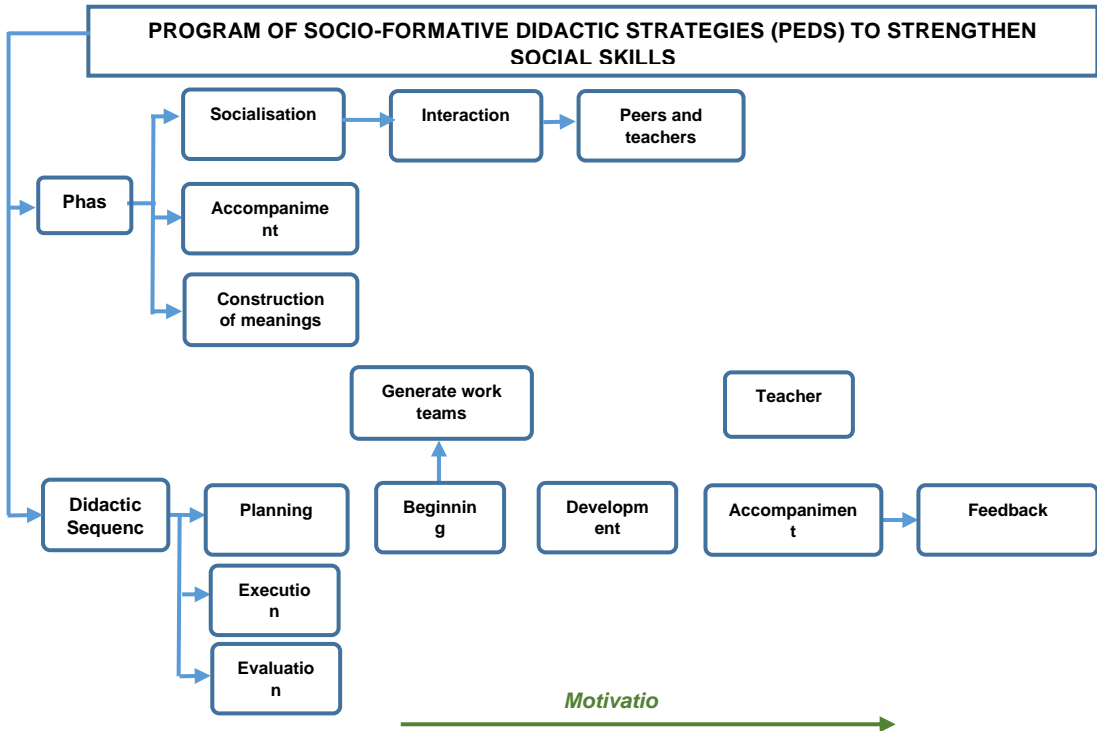 PROGRAM OF SOCIO-FORMATIVE DIDACTIC STRATEGIES (PEDS) TO STRENGTHEN
SOCIAL SKILLS
Socialisation
Interaction
Peers and
teachers
Phas
Accompanime
nt
Construction
of meanings
Generate work
teams
Teacher
Didactic
Sequenc
Planning
Beginnin
g
Developm
ent
Accompanimen
t
Feedback
Executio
n
Evaluatio
n
Motivatio